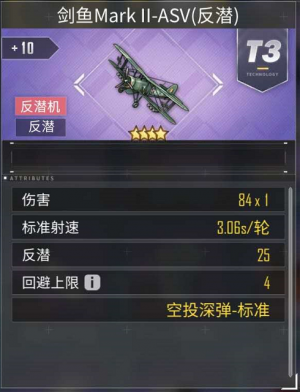 剑鱼Mark II-ASV(反潜)
+10
T3
TECHNOLOGY
反潜机
反潜
ATTRIBUTES
伤害 84 x 1
标准射速 3.06s/轮
反潜 25
回避上限 i 4
空投深弹-标准